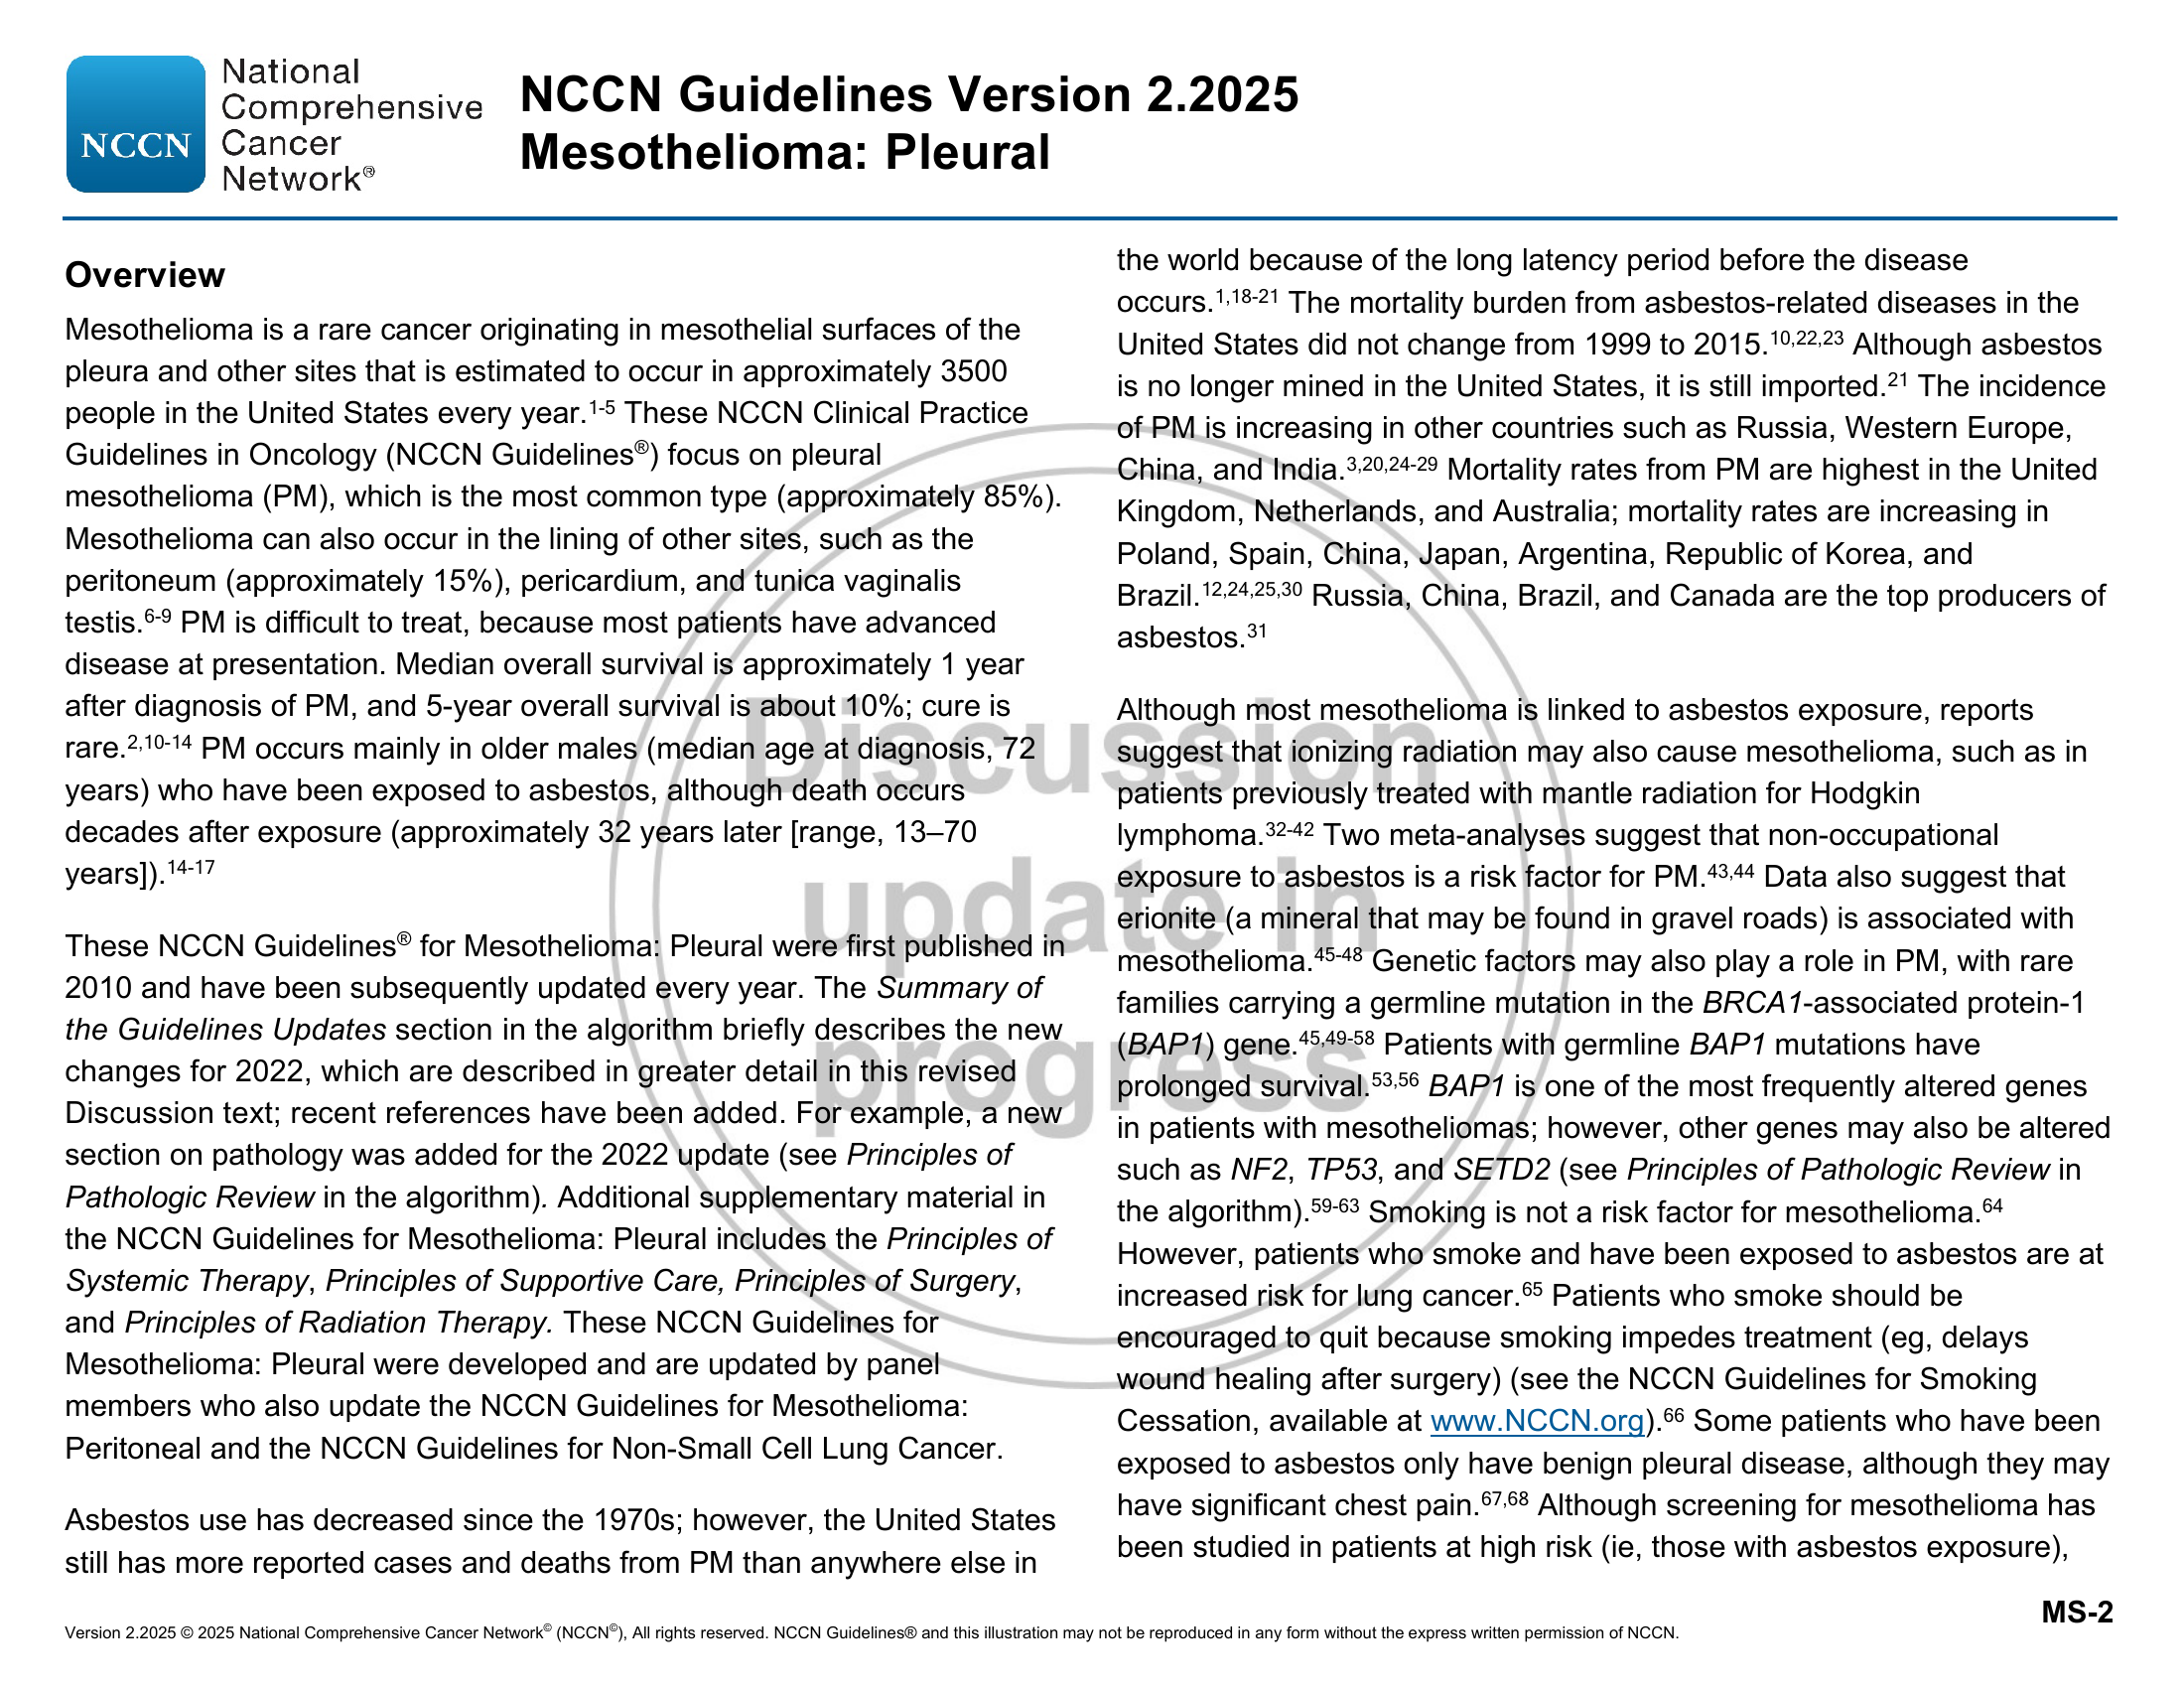 NCCN
National
Comprehensive
Cancer
Network®
NCCN Guidelines Version 2.2025
Mesothelioma: Pleural
Overview
Mesothelioma is a rare cancer originating in mesothelial surfaces of the
pleura and other sites that is estimated to occur in approximately 3500
people in the United States every year.1-5 These NCCN Clinical Practice
Guidelines in Oncology (NCCN Guidelines®) focus on pleural
mesothelioma (PM), which is the most common type (approximately 85%).
Mesothelioma can also occur in the lining of other sites, such as the
peritoneum (approximately 15%), pericardium, and tunica vaginalis
testis.6-9 PM is difficult to treat, because most patients have advanced
disease at presentation. Median overall survival is approximately 1 year
after diagnosis of PM, and 5-year overall survival is about 10%; cure is
rare.2,10-14 PM occurs mainly in older males (median age at diagnosis, 72
years) who have been exposed to asbestos, although death occurs
decades after exposure (approximately 32 years later [range, 13–70
years]).14-17
These NCCN Guidelines® for Mesothelioma: Pleural were first published in
2010 and have been subsequently updated every year. The Summary of
the Guidelines Updates section in the algorithm briefly describes the new
changes for 2022, which are described in greater detail in this revised
Discussion text; recent references have been added. For example, a new
section on pathology was added for the 2022 update (see Principles of
Pathologic Review in the algorithm). Additional supplementary material in
the NCCN Guidelines for Mesothelioma: Pleural includes the Principles of
Systemic Therapy, Principles of Supportive Care, Principles of Surgery,
and Principles of Radiation Therapy. These NCCN Guidelines for
Mesothelioma: Pleural were developed and are updated by panel
members who also update the NCCN Guidelines for Mesothelioma:
Peritoneal and the NCCN Guidelines for Non-Small Cell Lung Cancer.
Asbestos use has decreased since the 1970s; however, the United States
still has more reported cases and deaths from PM than anywhere else in
the world because of the long latency period before the disease
occurs.1,18-21 The mortality burden from asbestos-related diseases in the
United States did not change from 1999 to 2015.10,22,23 Although asbestos
is no longer mined in the United States, it is still imported.21 The incidence
of PM is increasing in other countries such as Russia, Western Europe,
China, and India.3,20,24-29 Mortality rates from PM are highest in the United
Kingdom, Netherlands, and Australia; mortality rates are increasing in
Poland, Spain, China, Japan, Argentina, Republic of Korea, and
Brazil.12,24,25,30 Russia, China, Brazil, and Canada are the top producers of
asbestos.31
Although most mesothelioma is linked to asbestos exposure, reports
suggest that ionizing radiation may also cause mesothelioma, such as in
patients previously treated with mantle radiation for Hodgkin
lymphoma.32-42 Two meta-analyses suggest that non-occupational
exposure to asbestos is a risk factor for PM.43,44 Data also suggest that
erionite (a mineral that may be found in gravel roads) is associated with
mesothelioma.45-48 Genetic factors may also play a role in PM, with rare
families carrying a germline mutation in the BRCA1-associated protein-1
(BAP1) gene.45,49-58 Patients with germline BAP1 mutations have
prolonged survival.53,56 BAP1 is one of the most frequently altered genes
in patients with mesotheliomas; however, other genes may also be altered
such as NF2, TP53, and SETD2 (see Principles of Pathologic Review in
the algorithm).59-63 Smoking is not a risk factor for mesothelioma.64
However, patients who smoke and have been exposed to asbestos are at
increased risk for lung cancer.65 Patients who smoke should be
encouraged to quit because smoking impedes treatment (eg, delays
wound healing after surgery) (see the NCCN Guidelines for Smoking
Cessation, available at www.NCCN.org).66 Some patients who have been
exposed to asbestos only have benign pleural disease, although they may
have significant chest pain.67,68 Although screening for mesothelioma has
been studied in patients at high risk (ie, those with asbestos exposure),
Discussion
update in
progress
MS-2
Version 2.2025 © 2025 National Comprehensive Cancer Network© (NCCN©), All rights reserved. NCCN Guidelines® and this illustration may not be reproduced in any form without the express written permission of NCCN.